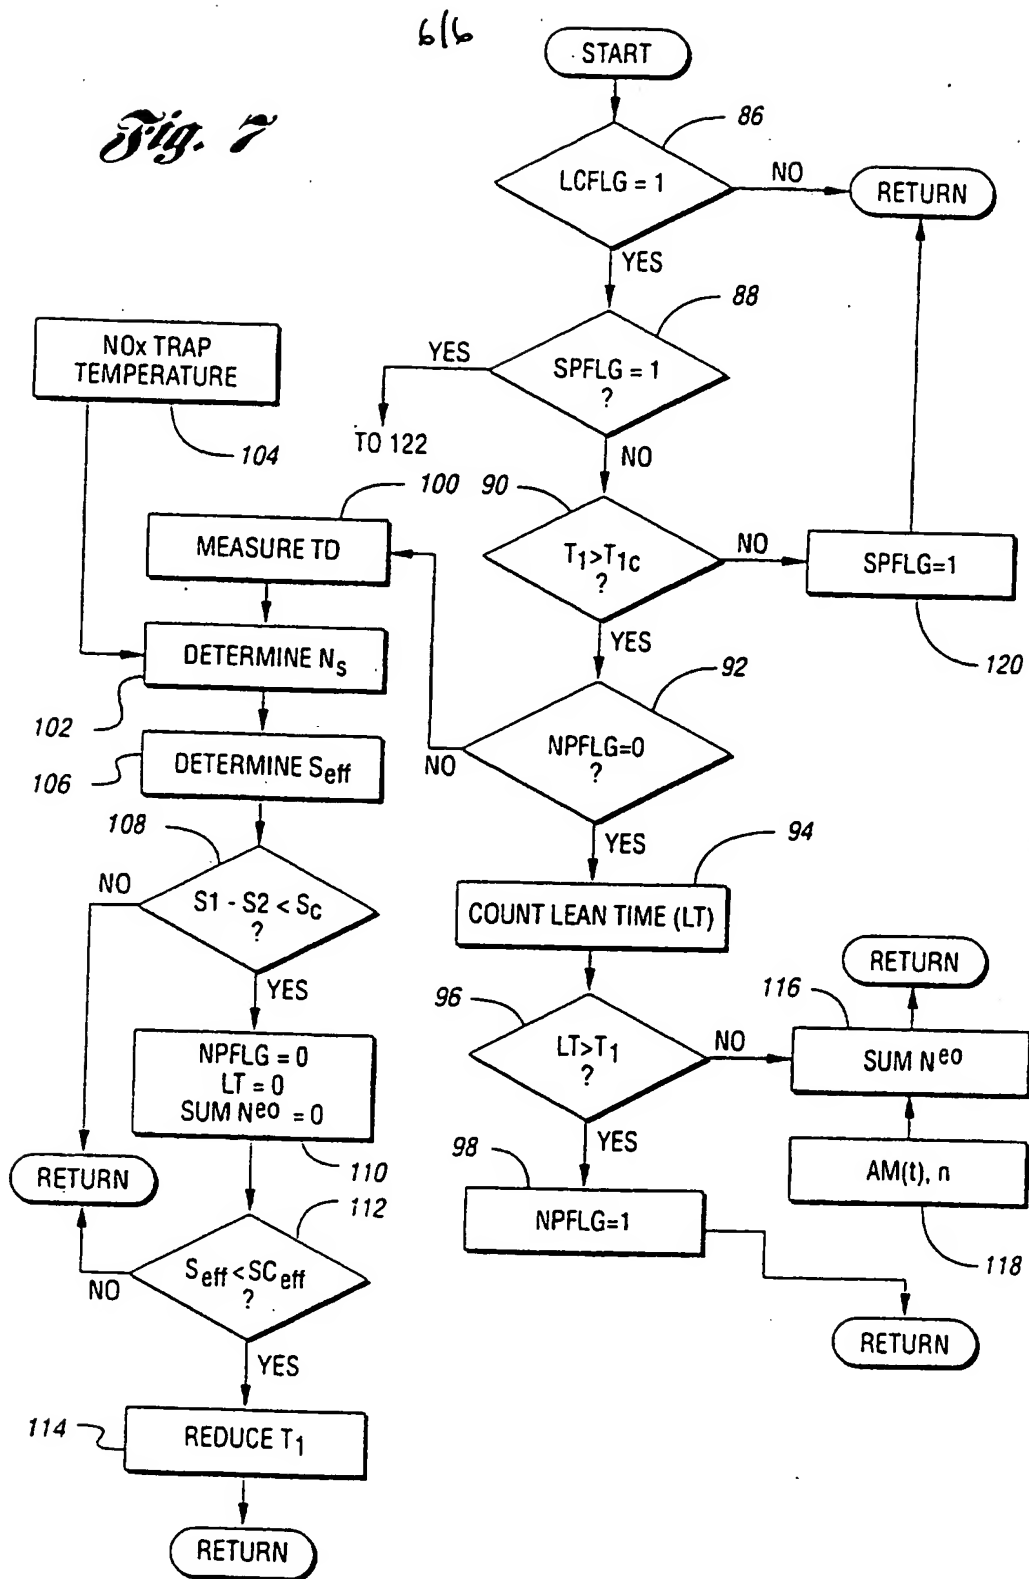 6/6
Fig. 7
START
86
LCFLG = 1
NO
RETURN
YES
88
SPFLG = 1
?
YES
TO 122
NO
NOx TRAP
TEMPERATURE
104
90
T1>T1c
?
NO
SPFLG=1
120
YES
100
MEASURE TD
92
NPFLG=0
?
NO
DETERMINE Ns
102
DETERMINE Seff
106
YES
94
COUNT LEAN TIME (LT)
108
S1 - S2 < Sc
?
NO
YES
96
LT>T1
?
NO
116
SUM Neo
RETURN
AM(t), n
118
YES
98
NPFLG=1
RETURN
NPFLG = 0
LT = 0
SUM Neo = 0
110
RETURN
112
Seff < SCeff
?
NO
YES
114
REDUCE T1
RETURN